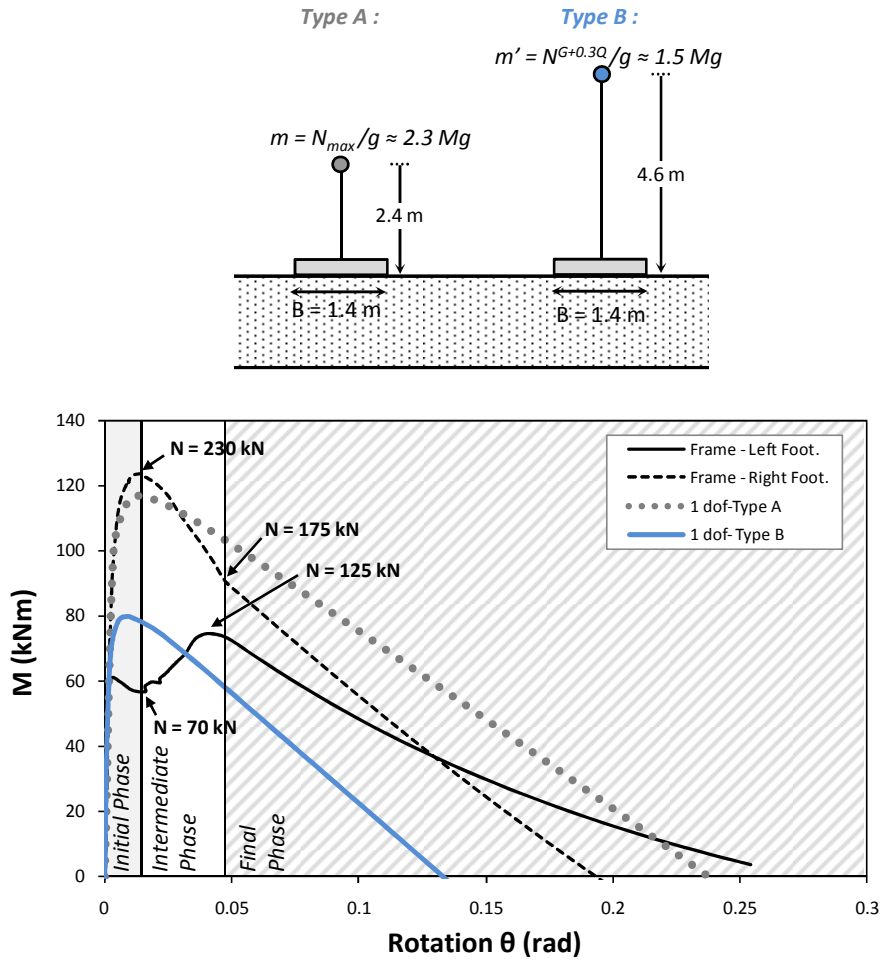 Type A :
Type B :
m' = N^{G+0.3Q}/g ≈ 1.5 Mg
m = N_{max}/g ≈ 2.3 Mg
4.6 m
2.4 m
B = 1.4 m
B = 1.4 m
140
120
100
80
60
40
20
0
M (kNm)
N = 230 kN
N = 175 kN
N = 125 kN
N = 70 kN
Frame - Left Foot.
Frame - Right Foot.
1 dof-Type A
1 dof- Type B
Initial Phase
Intermediate
Phase
Final
Phase
0
0.05
0.1
0.15
0.2
0.25
0.3
Rotation θ (rad)